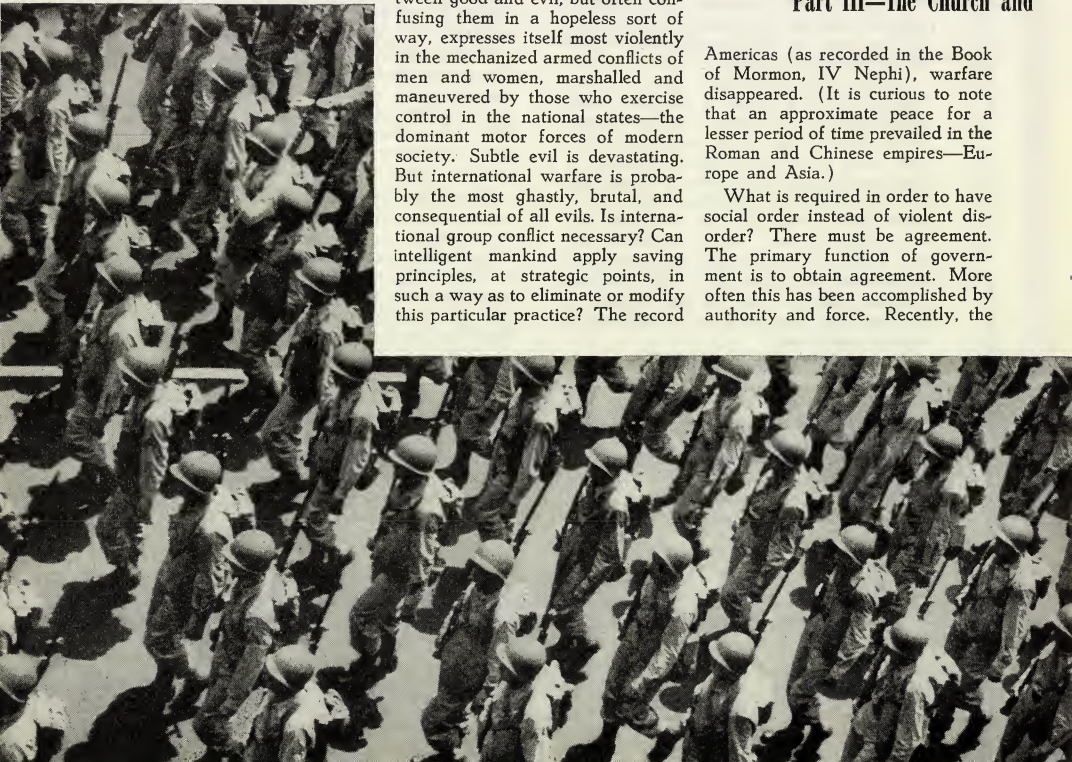 tween good and evil, but often con-
fusing them in a hopeless sort of
way, expresses itself most violently
in the mechanized armed conflicts of
men and women, marshalled and
maneuvered by those who exercise
control in the national states—the
dominant motor forces of modern
society. Subtle evil is devastating.
But international warfare is proba-
bly the most ghastly, brutal, and
consequential of all evils. Is interna-
tional group conflict necessary? Can
intelligent mankind apply saving
principles, at strategic points, in
such a way as to eliminate or modify
this particular practice? The record
Part III—The Church and
Americas (as recorded in the Book
of Mormon, IV Nephi), warfare
disappeared. (It is curious to note
that an approximate peace for a
lesser period of time prevailed in the
Roman and Chinese empires—Eu-
rope and Asia.)
What is required in order to have
social order instead of violent dis-
order? There must be agreement.
The primary function of govern-
ment is to obtain agreement. More
often this has been accomplished by
authority and force. Recently, the